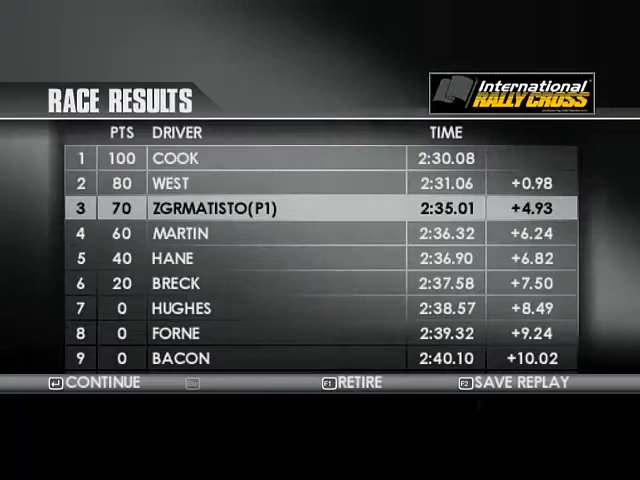 International
RALLY CROSS
RACE RESULTS
PTS DRIVER TIME
1 100 COOK 2:30.08
2 80 WEST 2:31.06 +0.98
3 70 ZGRMATISTO(P1) 2:35.01 +4.93
4 60 MARTIN 2:36.32 +6.24
5 40 HANE 2:36.90 +6.82
6 20 BRECK 2:37.58 +7.50
7 0 HUGHES 2:38.57 +8.49
8 0 FORNE 2:39.32 +9.24
9 0 BACON 2:40.10 +10.02
CONTINUE Esc F1 RETIRE F2 SAVE REPLAY